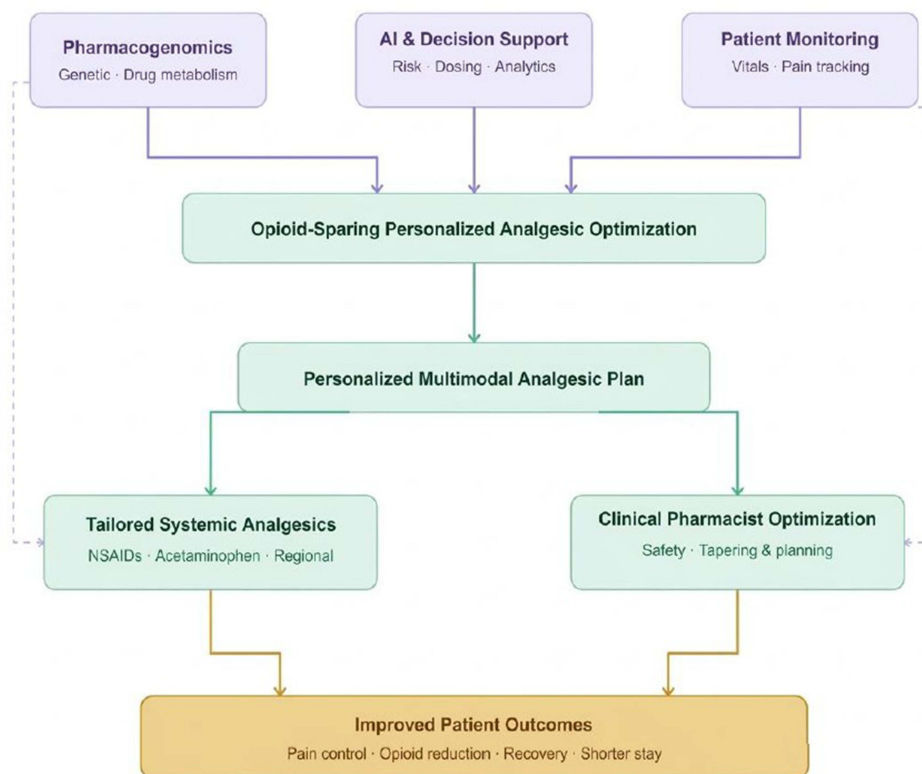 Pharmacogenomics
Genetic · Drug metabolism
AI & Decision Support
Risk · Dosing · Analytics
Patient Monitoring
Vitals · Pain tracking
Opioid-Sparing Personalized Analgesic Optimization
Personalized Multimodal Analgesic Plan
Tailored Systemic Analgesics
NSAIDs · Acetaminophen · Regional
Clinical Pharmacist Optimization
Safety · Tapering & planning
Improved Patient Outcomes
Pain control · Opioid reduction · Recovery · Shorter stay